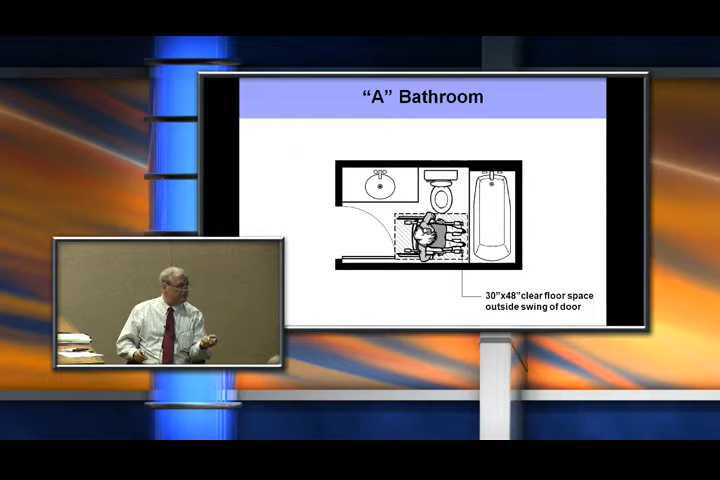 “A” Bathroom
30”x48”clear floor space
outside swing of door